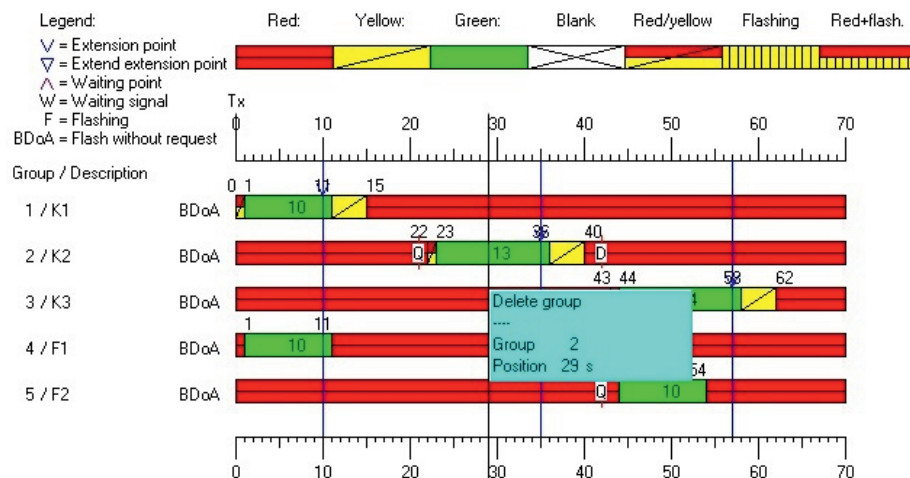 Legend:
V = Extension point
▽ = Extend extension point
Λ = Waiting point
W = Waiting signal
F = Flashing
BDoA = Flash without request
Red: Yellow: Green: Blank Red/yellow Flashing Red+flash.
Tx
0 10 20 30 40 50 60 70
Group / Description
0 1 11 15
1 / K1 BDoA 10
22 23 36 40
2 / K2 BDoA Q 13 D
43 44 58 62
3 / K3 BDoA 4
1 11
4 / F1 BDoA 10
54
5 / F2 BDoA Q 10
Delete group
----
Group 2
Position 29 s
0 10 20 30 40 50 60 70